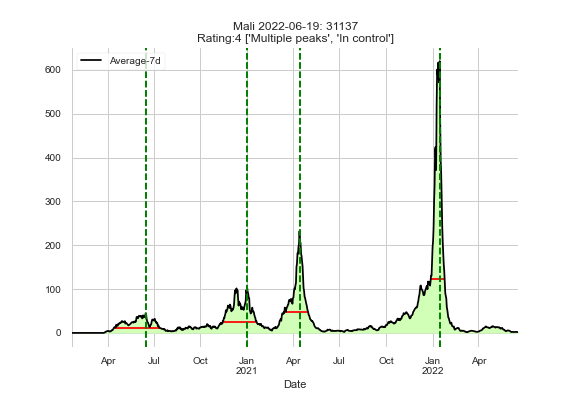 Mali 2022-06-19: 31137
Rating:4 ['Multiple peaks', 'In control']
Average-7d
600
500
400
300
200
100
0
Apr Jul Oct Jan Apr Jul Oct Jan Apr
2021 2022
Date